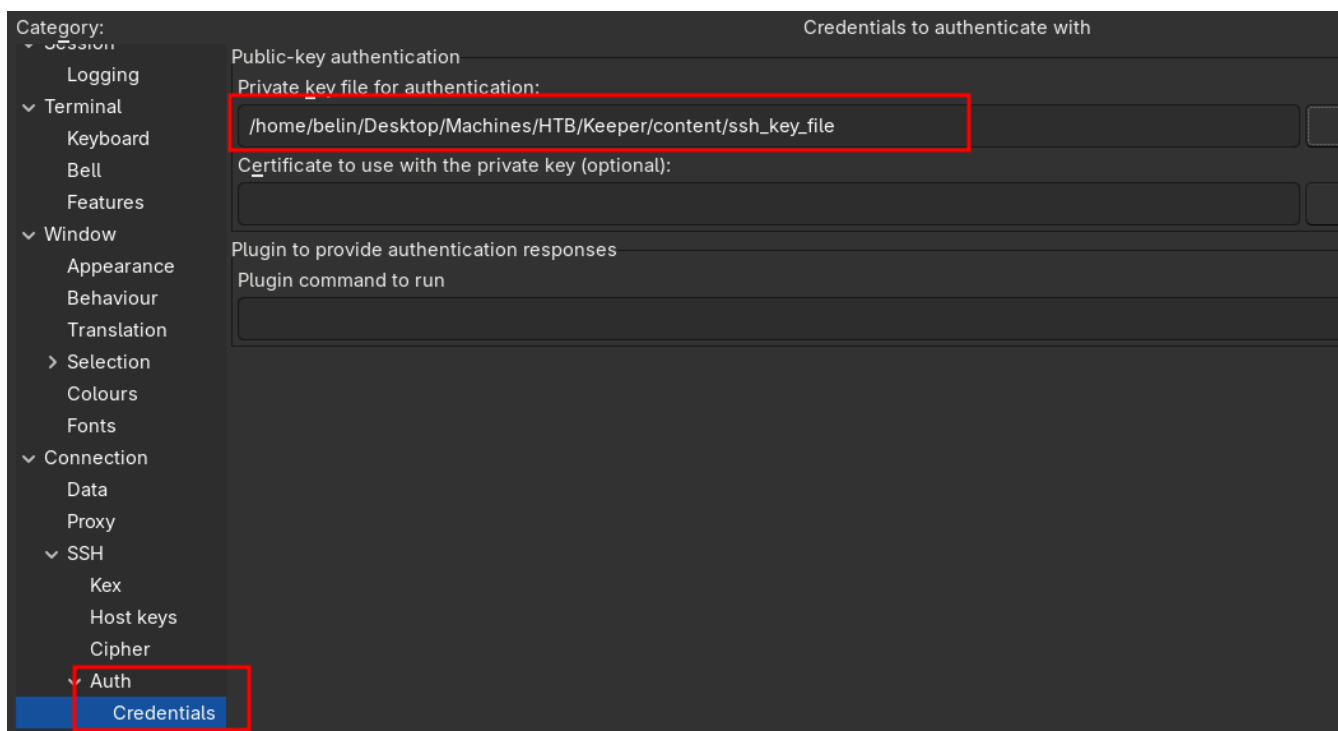 Category:
Credentials to authenticate with
Session
Logging
Terminal
Keyboard
Bell
Features
Window
Appearance
Behaviour
Translation
Selection
Colours
Fonts
Connection
Data
Proxy
SSH
Kex
Host keys
Cipher
Auth
Credentials
Public-key authentication
Private key file for authentication:
/home/belin/Desktop/Machines/HTB/Keeper/content/ssh_key_file
Certificate to use with the private key (optional):
Plugin to provide authentication responses
Plugin command to run